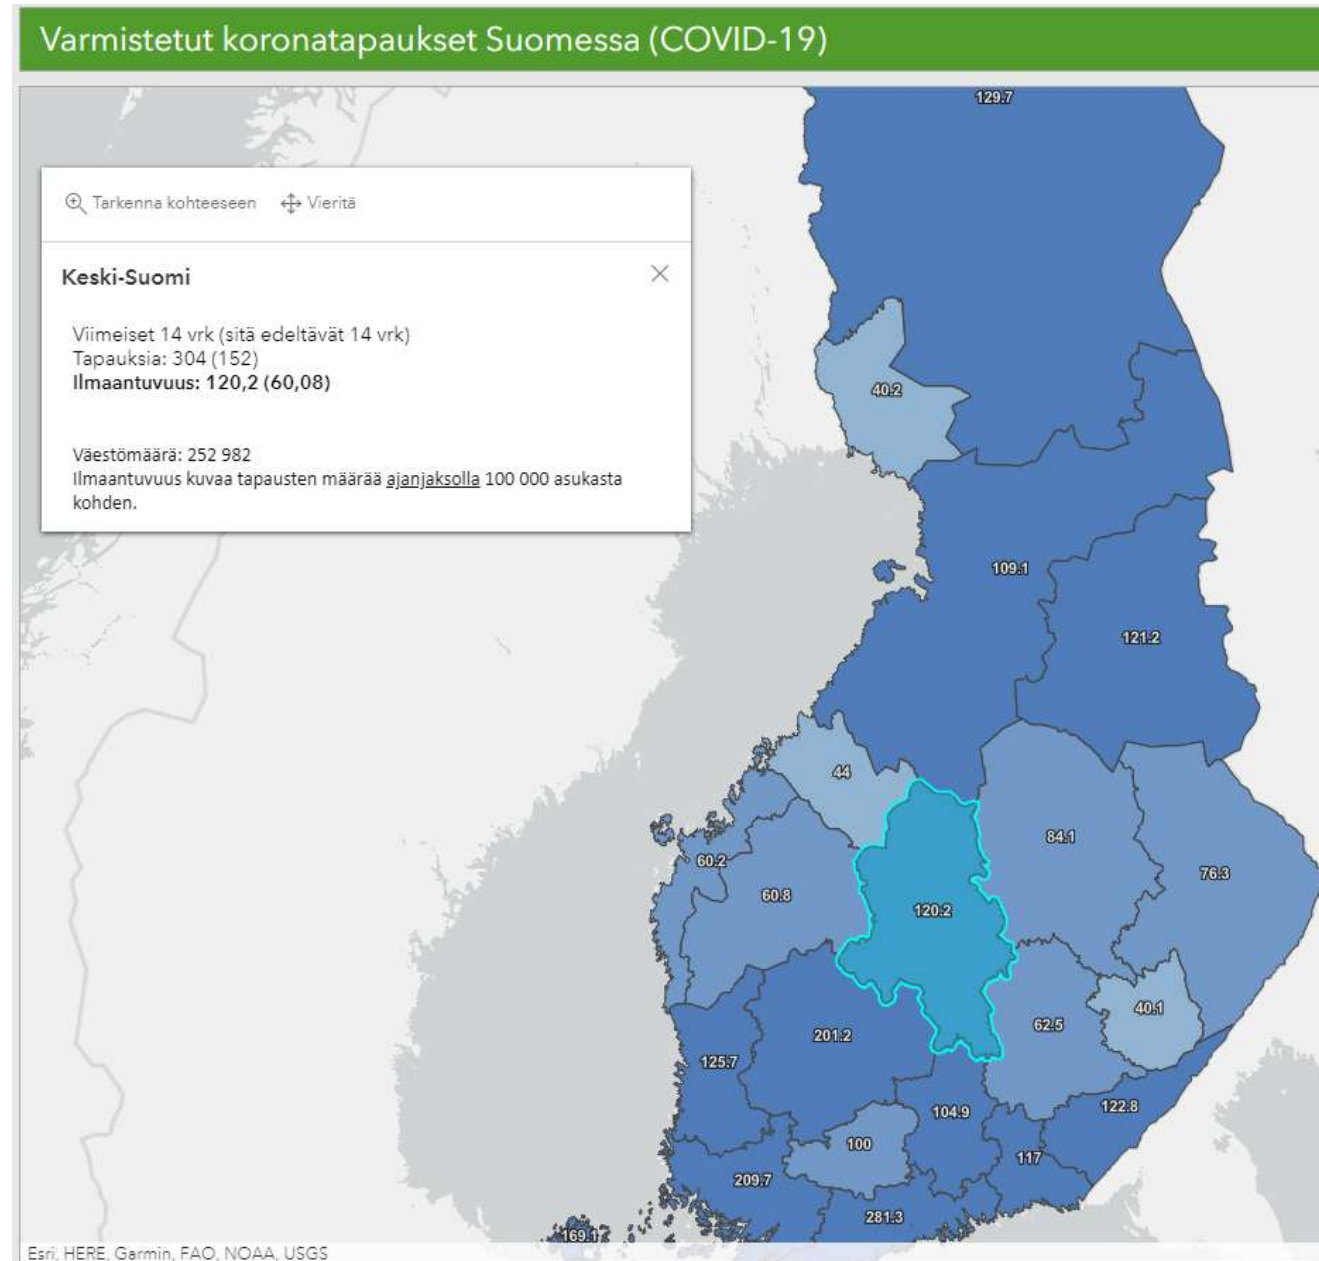 Varmistetut koronatapaukset Suomessa (COVID-19)
129.7
Tarkenna kohteeseen Vieritä
Keski-Suomi
Viimeiset 14 vrk (sitä edeltävät 14 vrk)
Tapauksia: 304 (152)
Ilmaantuvuus: 120,2 (60,08)
40.2
Väestömäärä: 252 982
Ilmaantuvuus kuvaa tapausten määrää ajanjaksolla 100 000 asukasta
kohden.
109.1
121.2
44
84.1
60.2
76.3
60.8
120.2
40.1
62.5
201.2
125.7
122.8
104.9
100
117
209.7
281.3
169.1
Esri, HERE, Garmin, FAO, NOAA, USGS